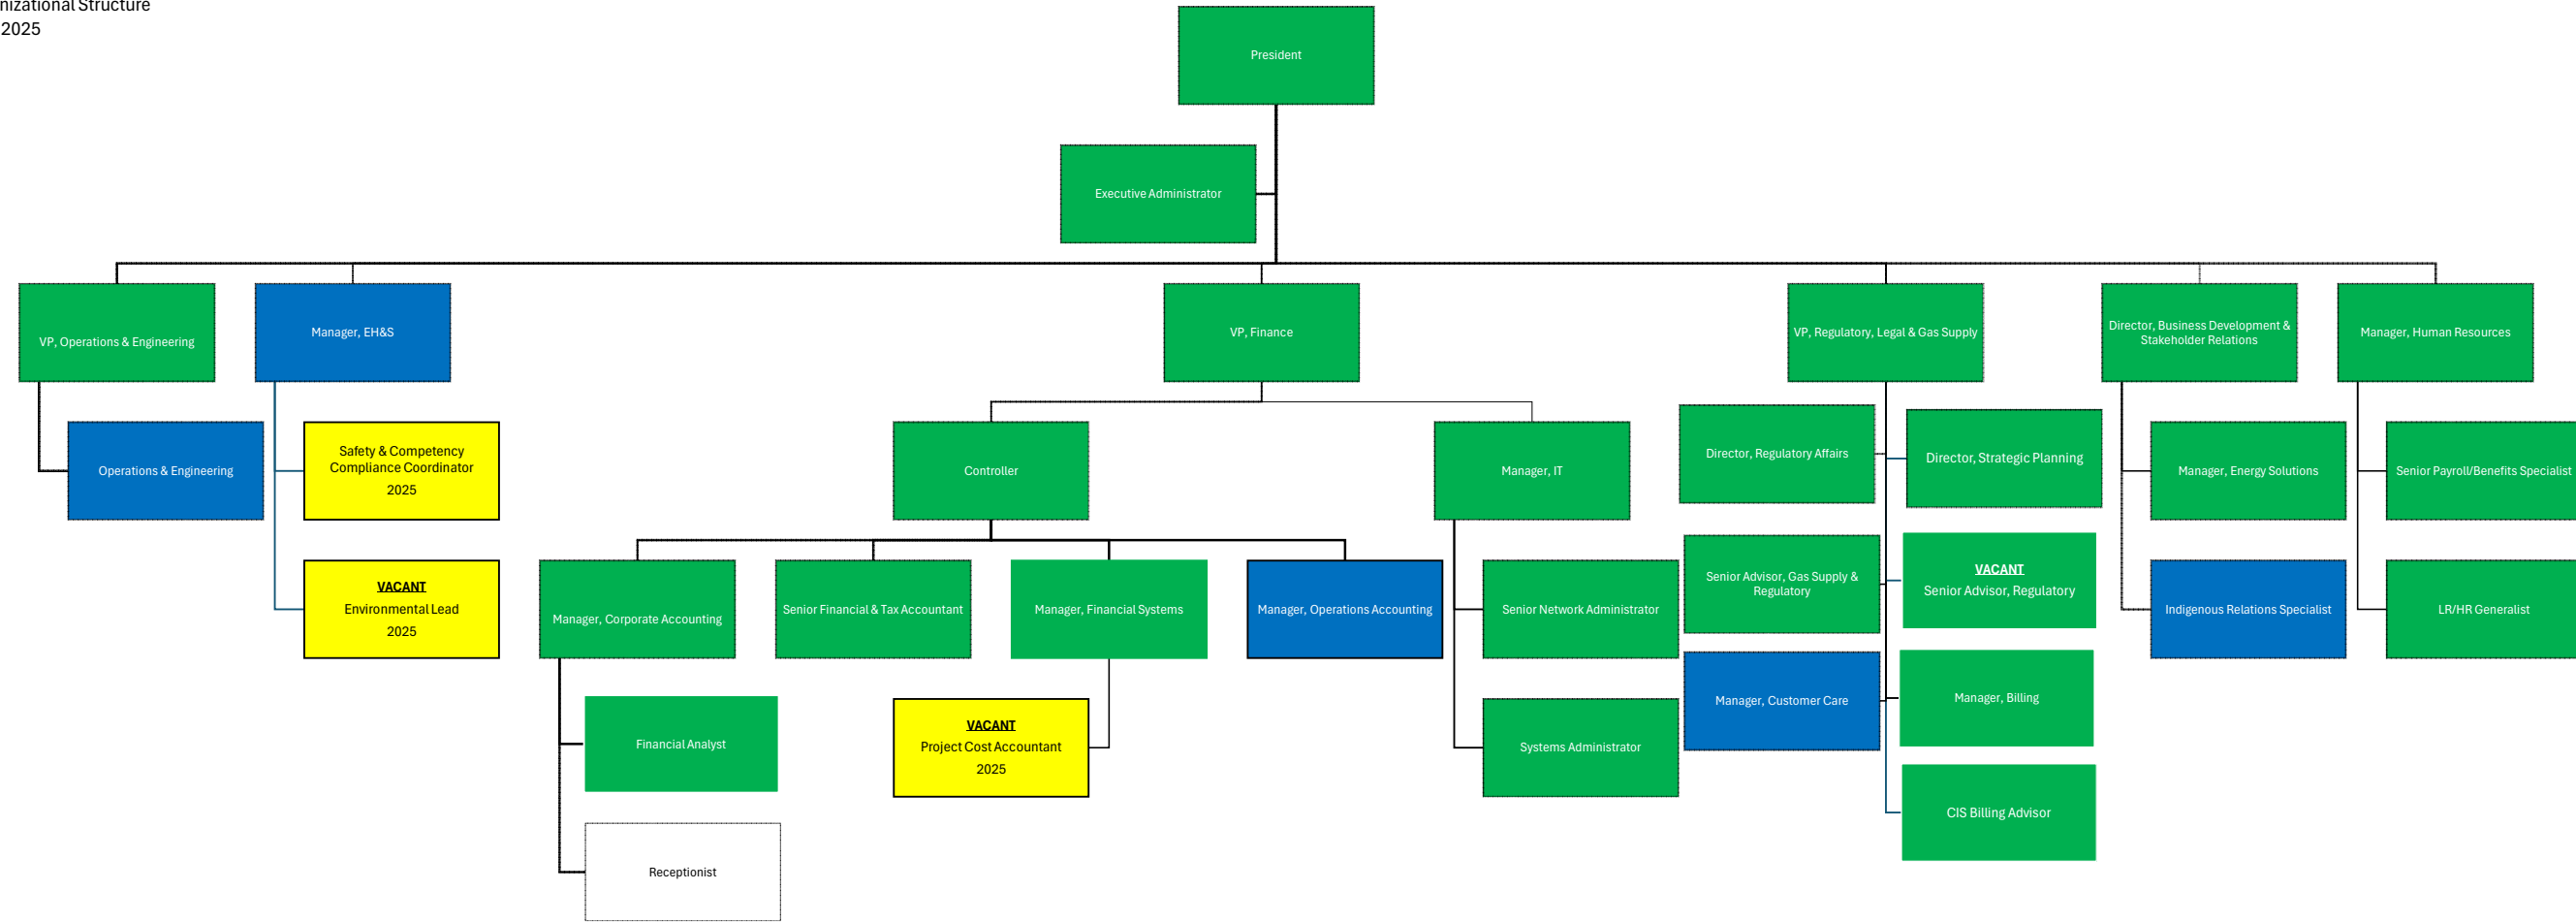 nizational Structure
2025
President
Executive Administrator
VP, Operations & Engineering
Manager, EH&S
VP, Finance
VP, Regulatory, Legal & Gas Supply
Director, Business Development &
Stakeholder Relations
Manager, Human Resources
Operations & Engineering
Safety & Competency
Compliance Coordinator
2025
Controller
Manager, IT
Director, Regulatory Affairs
Director, Strategic Planning
Manager, Energy Solutions
Senior Payroll/Benefits Specialist
VACANT
Environmental Lead
2025
Manager, Corporate Accounting
Senior Financial & Tax Accountant
Manager, Financial Systems
Manager, Operations Accounting
Senior Network Administrator
Senior Advisor, Gas Supply &
Regulatory
VACANT
Senior Advisor, Regulatory
Indigenous Relations Specialist
LR/HR Generalist
Financial Analyst
VACANT
Project Cost Accountant
2025
Systems Administrator
Manager, Customer Care
Manager, Billing
CIS Billing Advisor
Receptionist